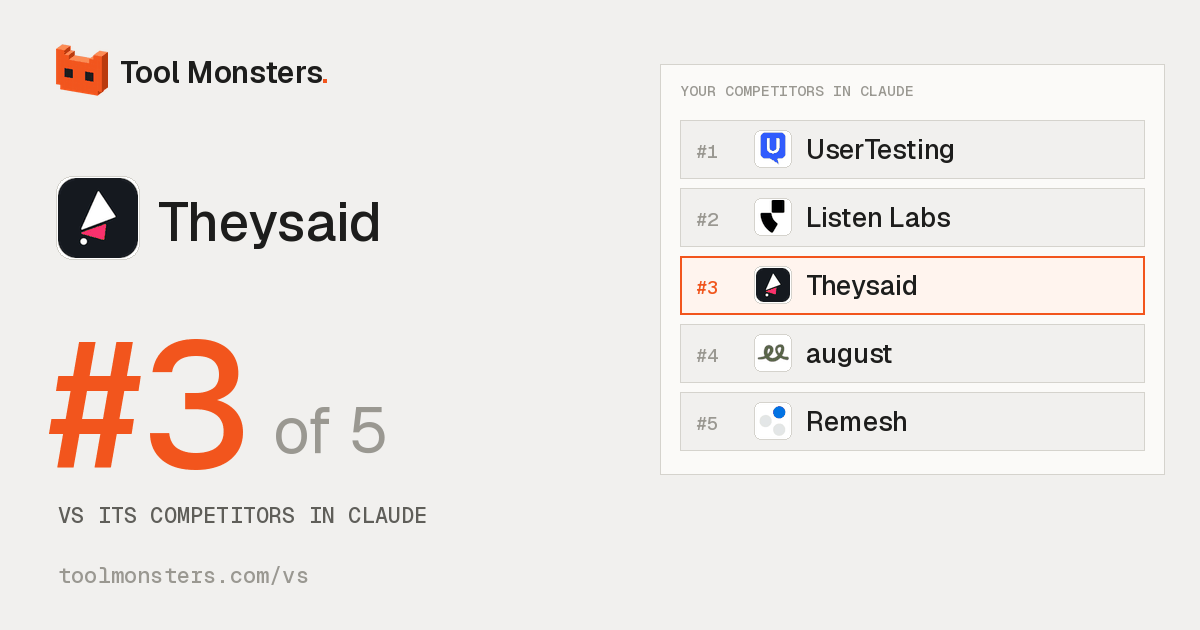 Tool Monsters.
Theysaid
#3 of 5
VS ITS COMPETITORS IN CLAUDE
toolmonsters.com/vs
YOUR COMPETITORS IN CLAUDE
#1 UserTesting
#2 Listen Labs
#3 Theysaid
#4 august
#5 Remesh